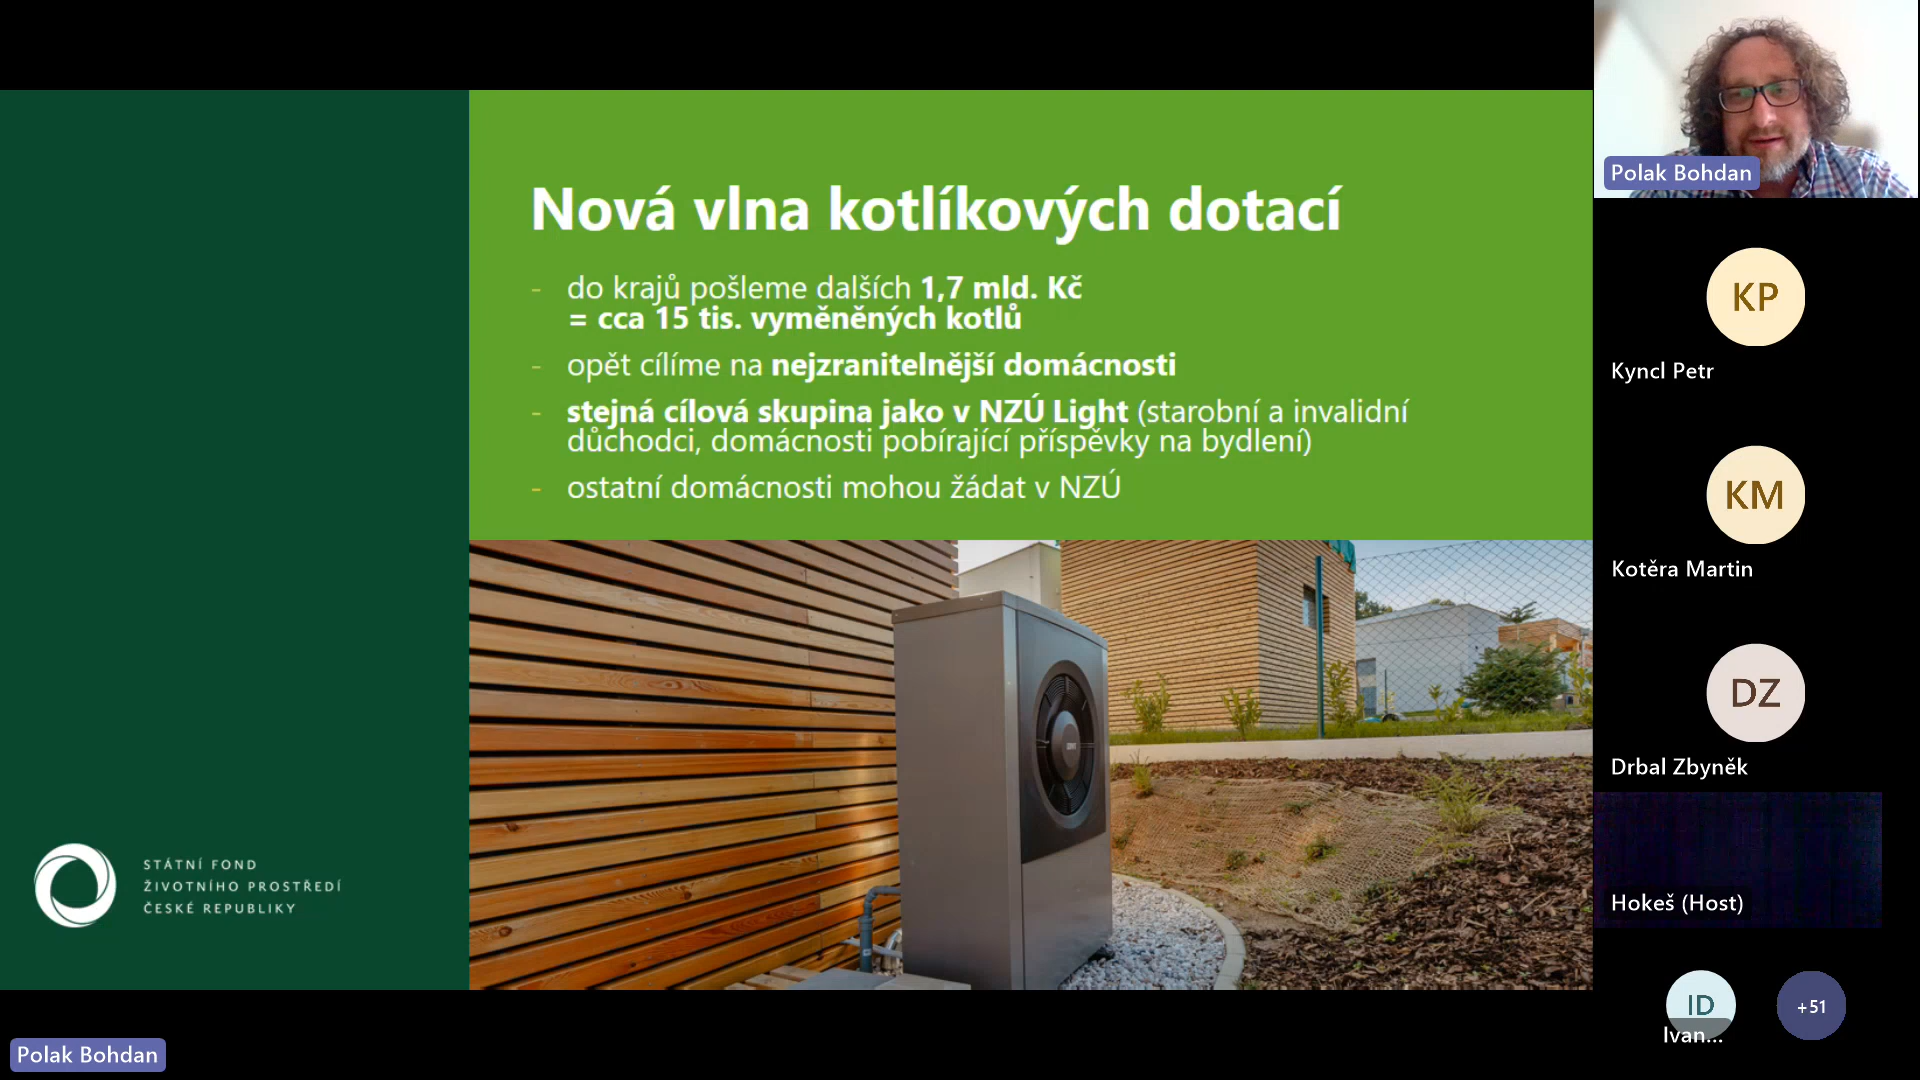 Nová vlna kotlíkových dotací
- do krajů pošleme dalších 1,7 mld. Kč
= cca 15 tis. vyměněných kotlů
- opět cílíme na nejzranitelnější domácnosti
- stejná cílová skupina jako v NZÚ Light (starobní a invalidní
důchodci, domácnosti pobírající příspěvky na bydlení)
- ostatní domácnosti mohou žádat v NZÚ
STÁTNÍ FOND
ŽIVOTNÍHO PROSTŘEDÍ
ČESKÉ REPUBLIKY
Polak Bohdan
Polak Bohdan
KP
Kyncl Petr
KM
Kotěra Martin
DZ
Drbal Zbyněk
Hokeš (Host)
ID
Ivan...
+51